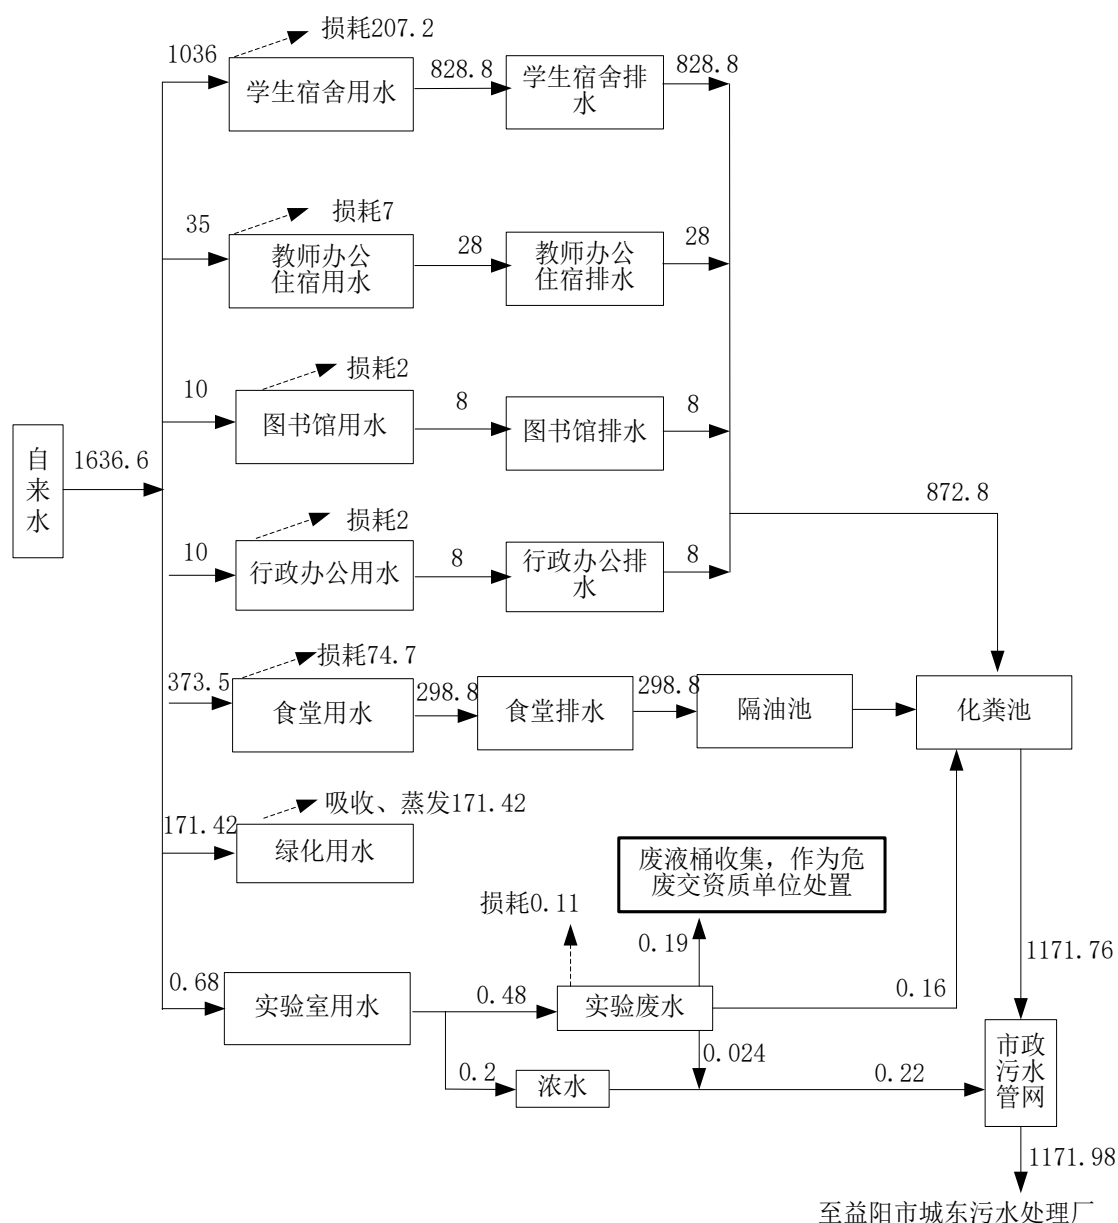 损耗207.2
1036
学生宿舍用水
828.8
学生宿舍排
水
828.8
损耗7
35
教师办公
住宿用水
28
教师办公
住宿排水
28
损耗2
10
图书馆用水
8
图书馆排水
8
自
来
水
1636.6
872.8
损耗2
10
行政办公用水
8
行政办公排
水
8
损耗74.7
373.5
食堂用水
298.8
食堂排水
298.8
隔油池
化粪池
吸收、蒸发171.42
171.42
绿化用水
废液桶收集，作为危
废交资质单位处置
损耗0.11
0.19
1171.76
0.68
实验室用水
0.48
实验废水
0.16
0.024
0.2
浓水
0.22
市政
污水
管网
1171.98
至益阳市城东污水处理厂